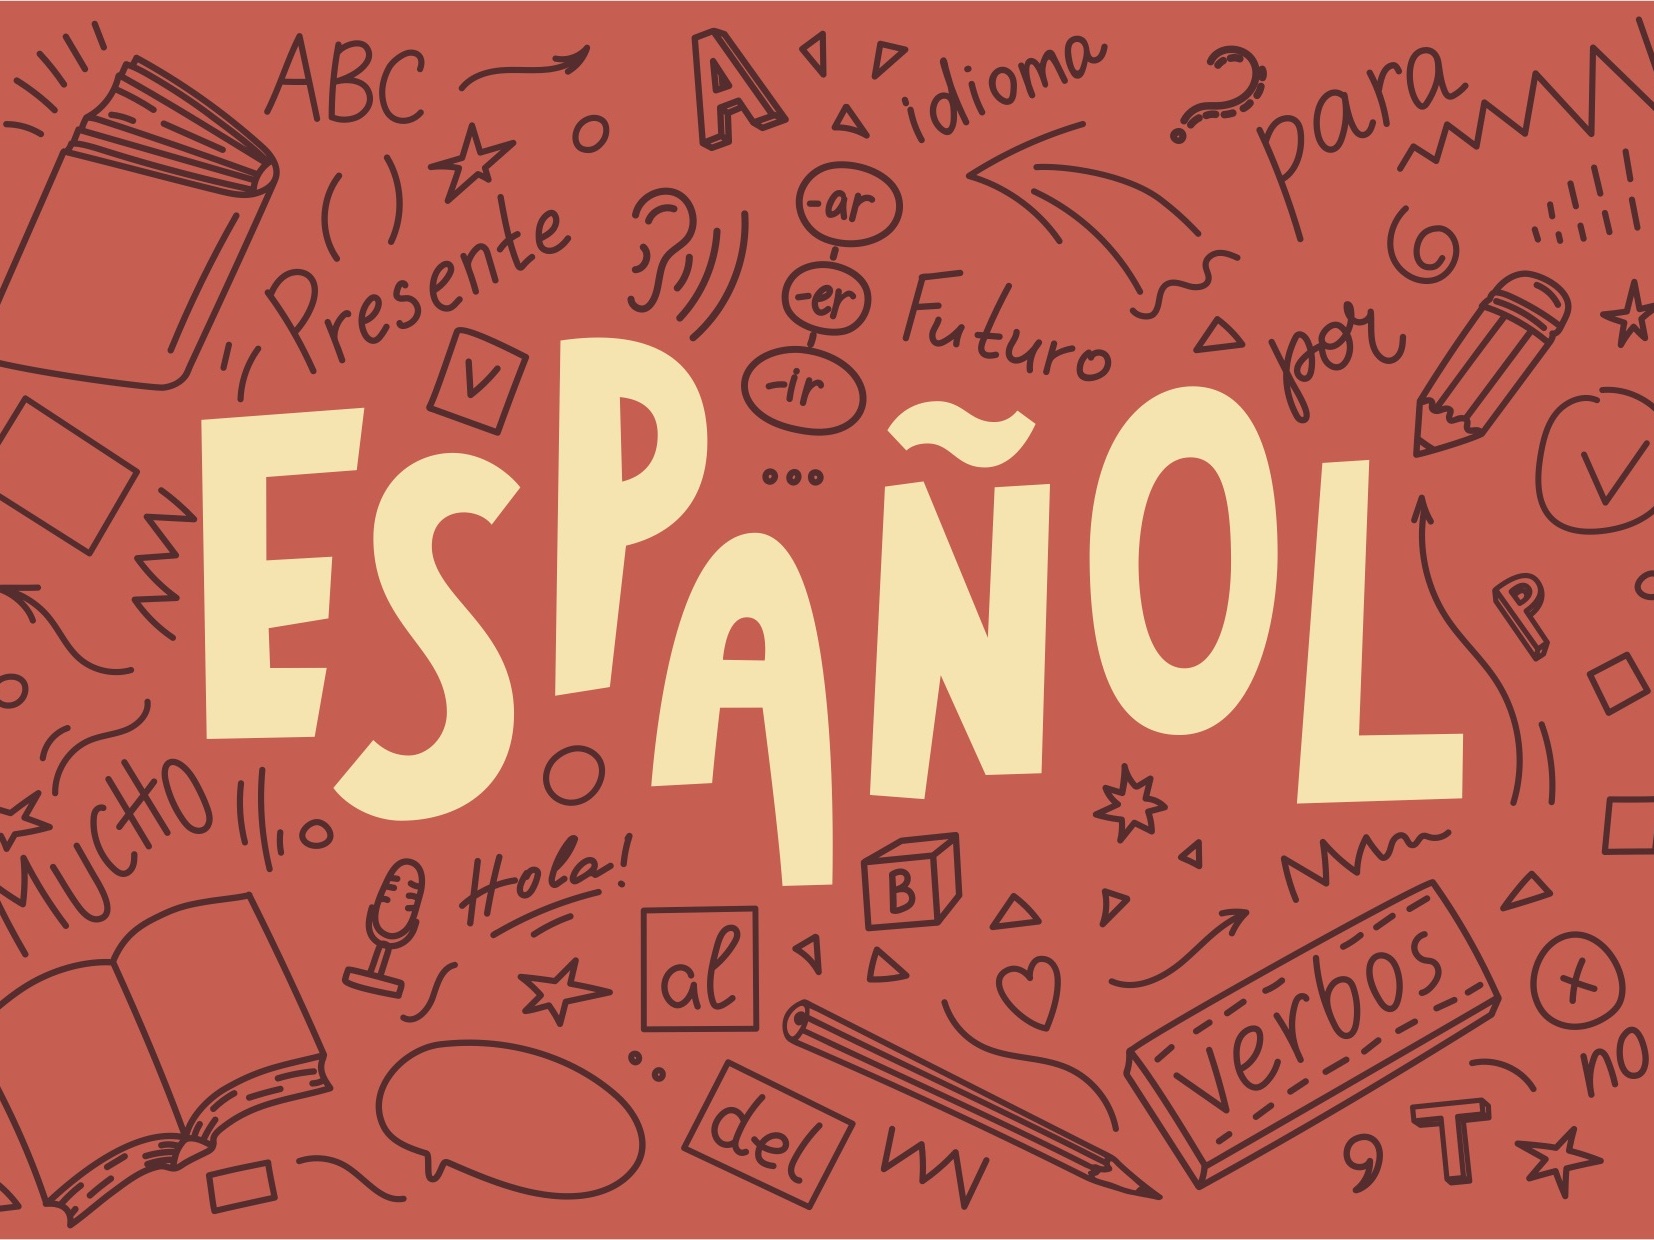 ABC
A
idioma
?
para
( )
Presente
-ar
-er
-ir
Futuro
por
V
...
ESPAÑOL
P
MUCHO
Hola!
B
al
verbos
del
no
,
T